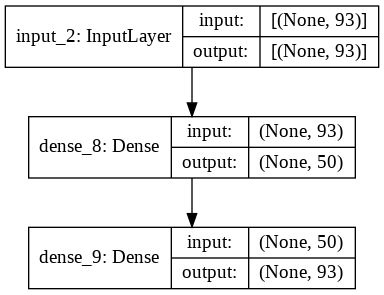 input_2: InputLayer
input:
[(None, 93)]
output:
[(None, 93)]
dense_8: Dense
input:
(None, 93)
output:
(None, 50)
dense_9: Dense
input:
(None, 50)
output:
(None, 93)